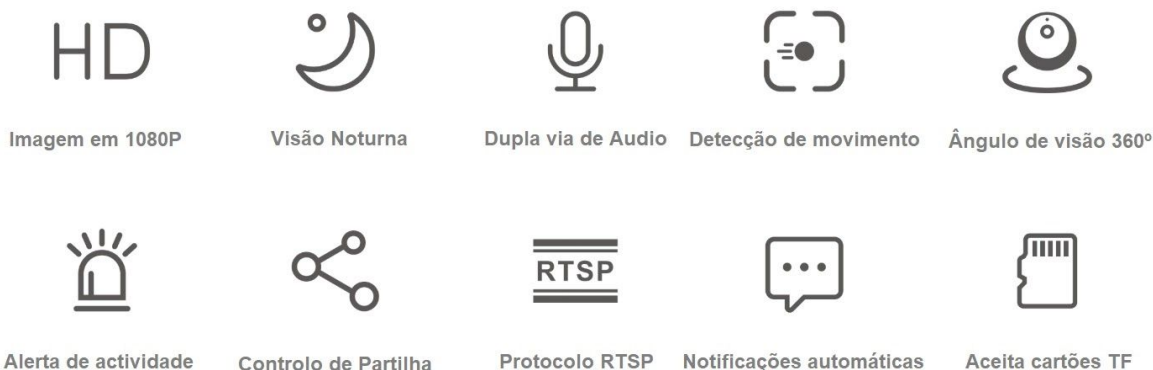 HD
Imagem em 1080P
Visão Noturna
Dupla via de Audio
Detecção de movimento
Ângulo de visão 360º
RTSP
Alerta de actividade
Controlo de Partilha
Protocolo RTSP
Notificações automáticas
Aceita cartões TF